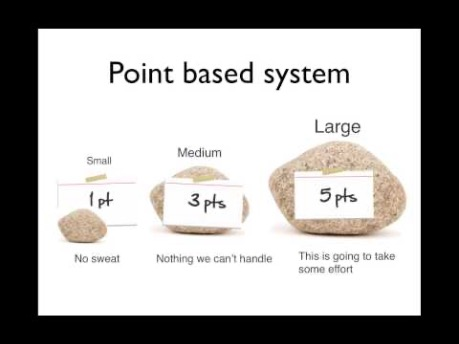 Point based system
Small
Medium
Large
1 pt
3 pts
5 pts
No sweat
Nothing we can't handle
This is going to take
some effort